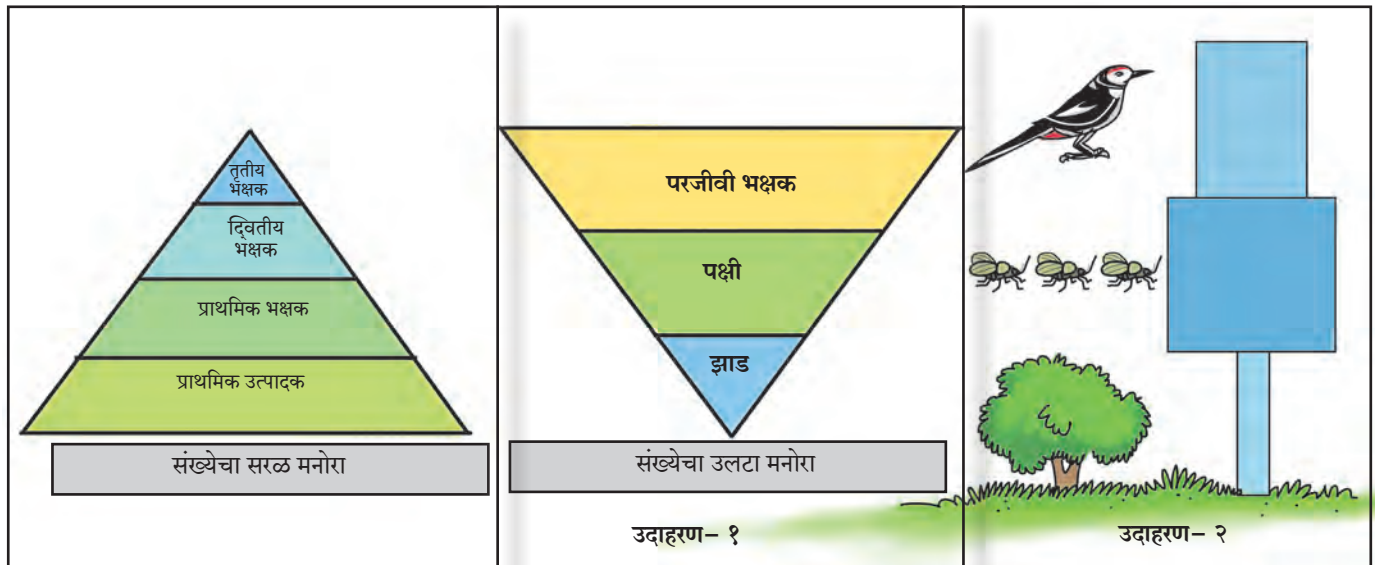 तृतीय
भक्षक
द्वितीय
भक्षक
प्राथमिक भक्षक
प्राथमिक उत्पादक
संख्येचा सरळ मनोरा
परजीवी भक्षक
पक्षी
झाड
संख्येचा उलटा मनोरा
उदाहरण– १
उदाहरण– २